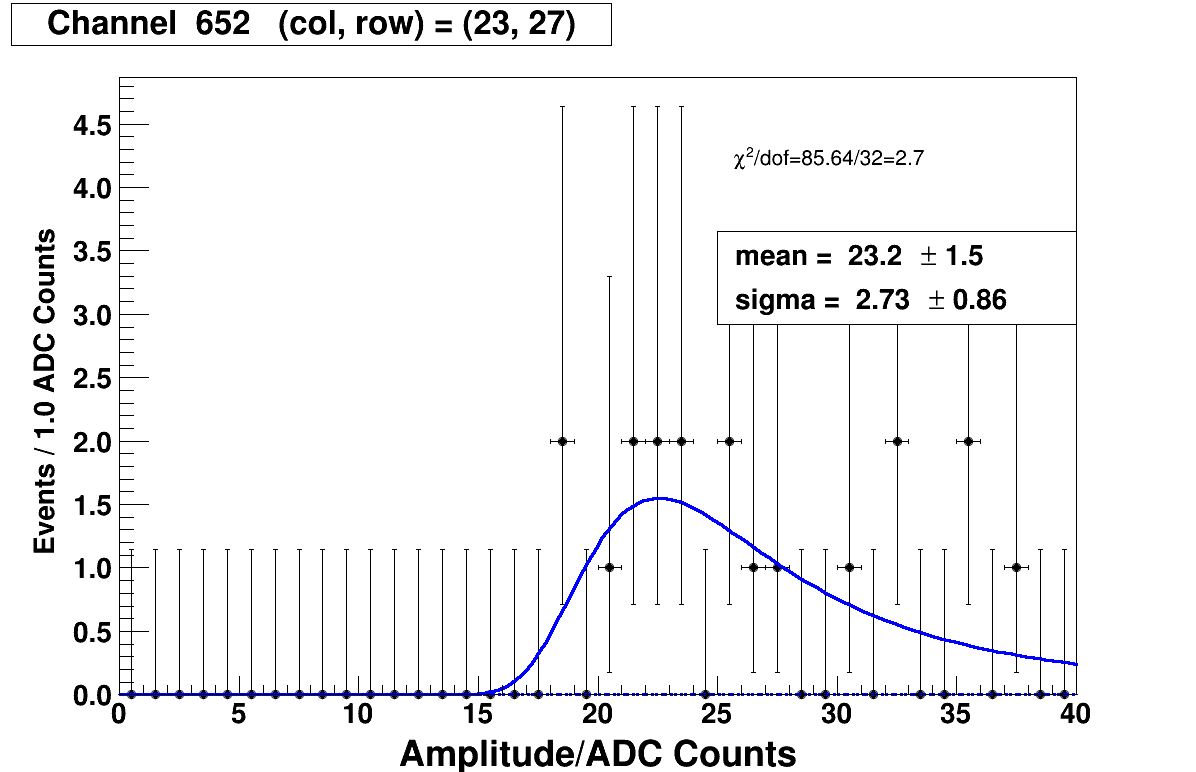 Channel 652 (col, row) = (23, 27)
χ²/dof=85.64/32=2.7
mean = 23.2 ± 1.5
sigma = 2.73 ± 0.86
Events / 1.0 ADC Counts
4.5
4.0
3.5
3.0
2.5
2.0
1.5
1.0
0.5
0.0
0 5 10 15 20 25 30 35 40
Amplitude/ADC Counts